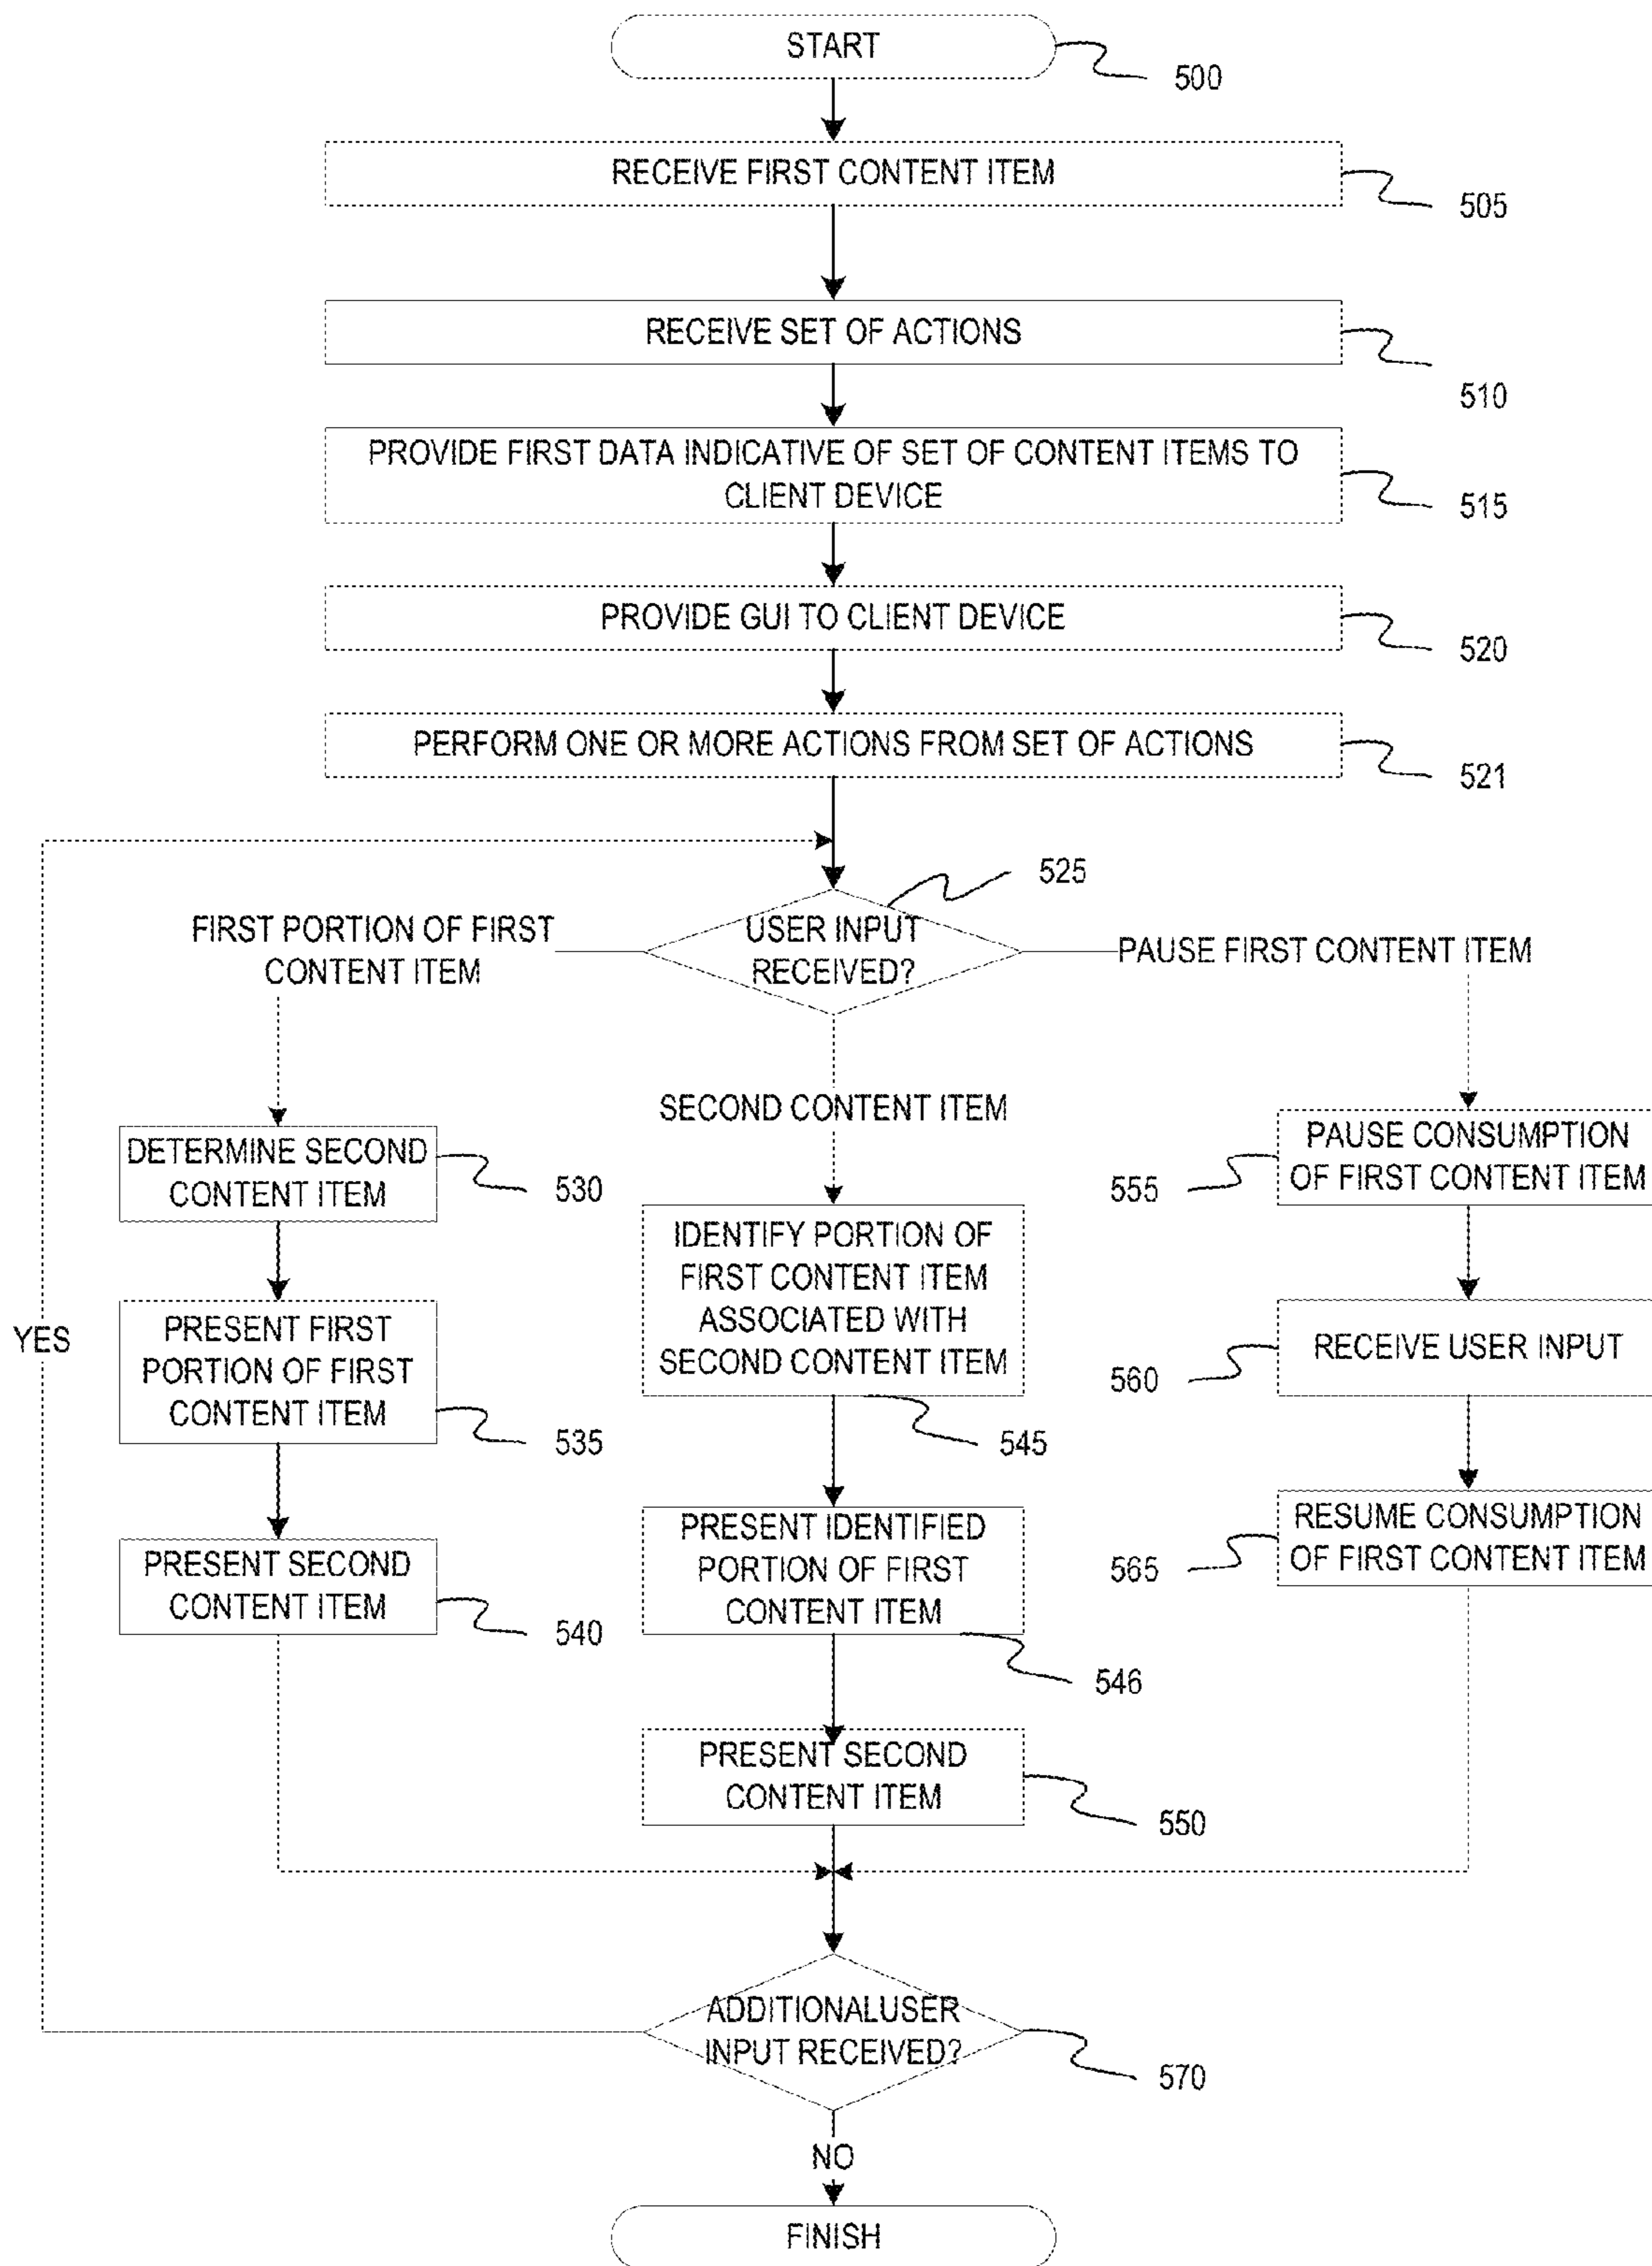 START
500
RECEIVE FIRST CONTENT ITEM
505
RECEIVE SET OF ACTIONS
510
PROVIDE FIRST DATA INDICATIVE OF SET OF CONTENT ITEMS TO
CLIENT DEVICE
515
PROVIDE GUI TO CLIENT DEVICE
520
PERFORM ONE OR MORE ACTIONS FROM SET OF ACTIONS
521
525
FIRST PORTION OF FIRST
CONTENT ITEM
USER INPUT
RECEIVED?
PAUSE FIRST CONTENT ITEM
DETERMINE SECOND
CONTENT ITEM
530
PRESENT FIRST
PORTION OF FIRST
CONTENT ITEM
535
PRESENT SECOND
CONTENT ITEM
540
SECOND CONTENT ITEM
IDENTIFY PORTION OF
FIRST CONTENT ITEM
ASSOCIATED WITH
SECOND CONTENT ITEM
545
PRESENT IDENTIFIED
PORTION OF FIRST
CONTENT ITEM
546
PRESENT SECOND
CONTENT ITEM
550
PAUSE CONSUMPTION
OF FIRST CONTENT ITEM
555
RECEIVE USER INPUT
560
RESUME CONSUMPTION
OF FIRST CONTENT ITEM
565
YES
ADDITIONALUSER
INPUT RECEIVED?
570
NO
FINISH